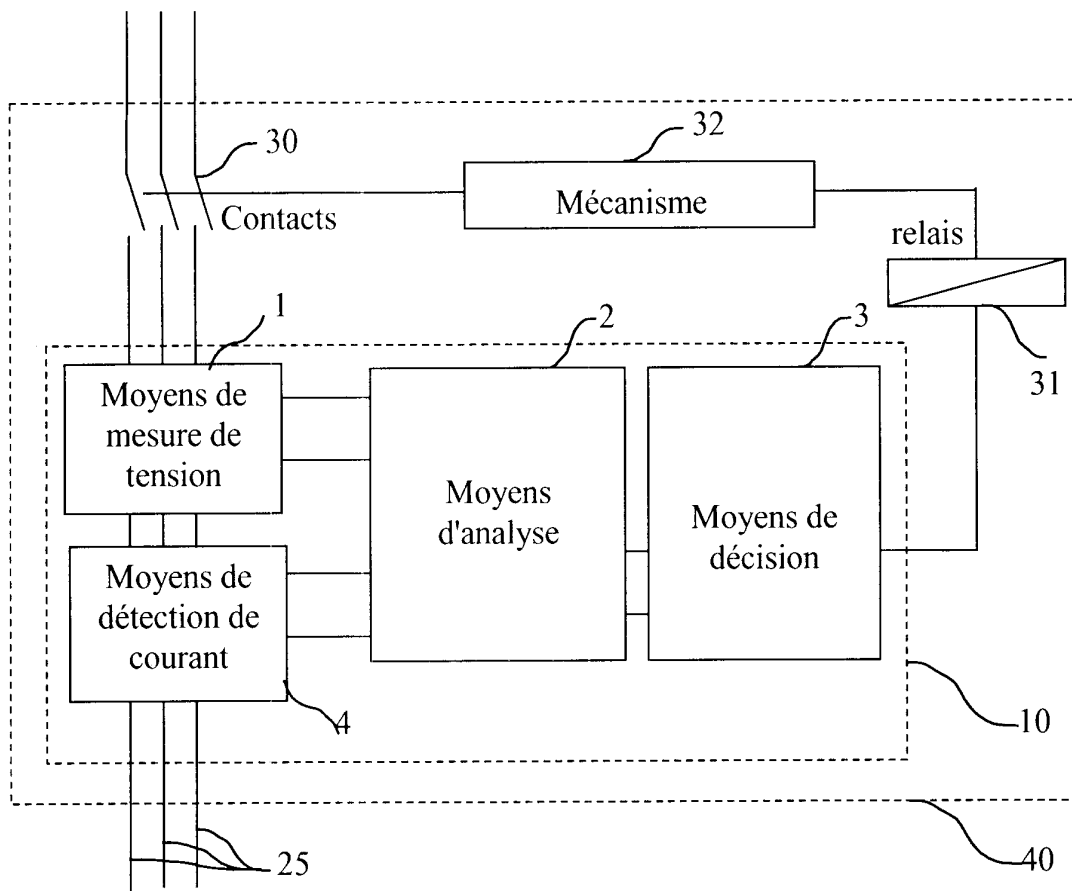 30
32
Mécanisme
Contacts
relais
31
1
2
3
Moyens de
mesure de
tension
Moyens
d'analyse
Moyens de
décision
Moyens de
détection de
courant
4
10
25
40